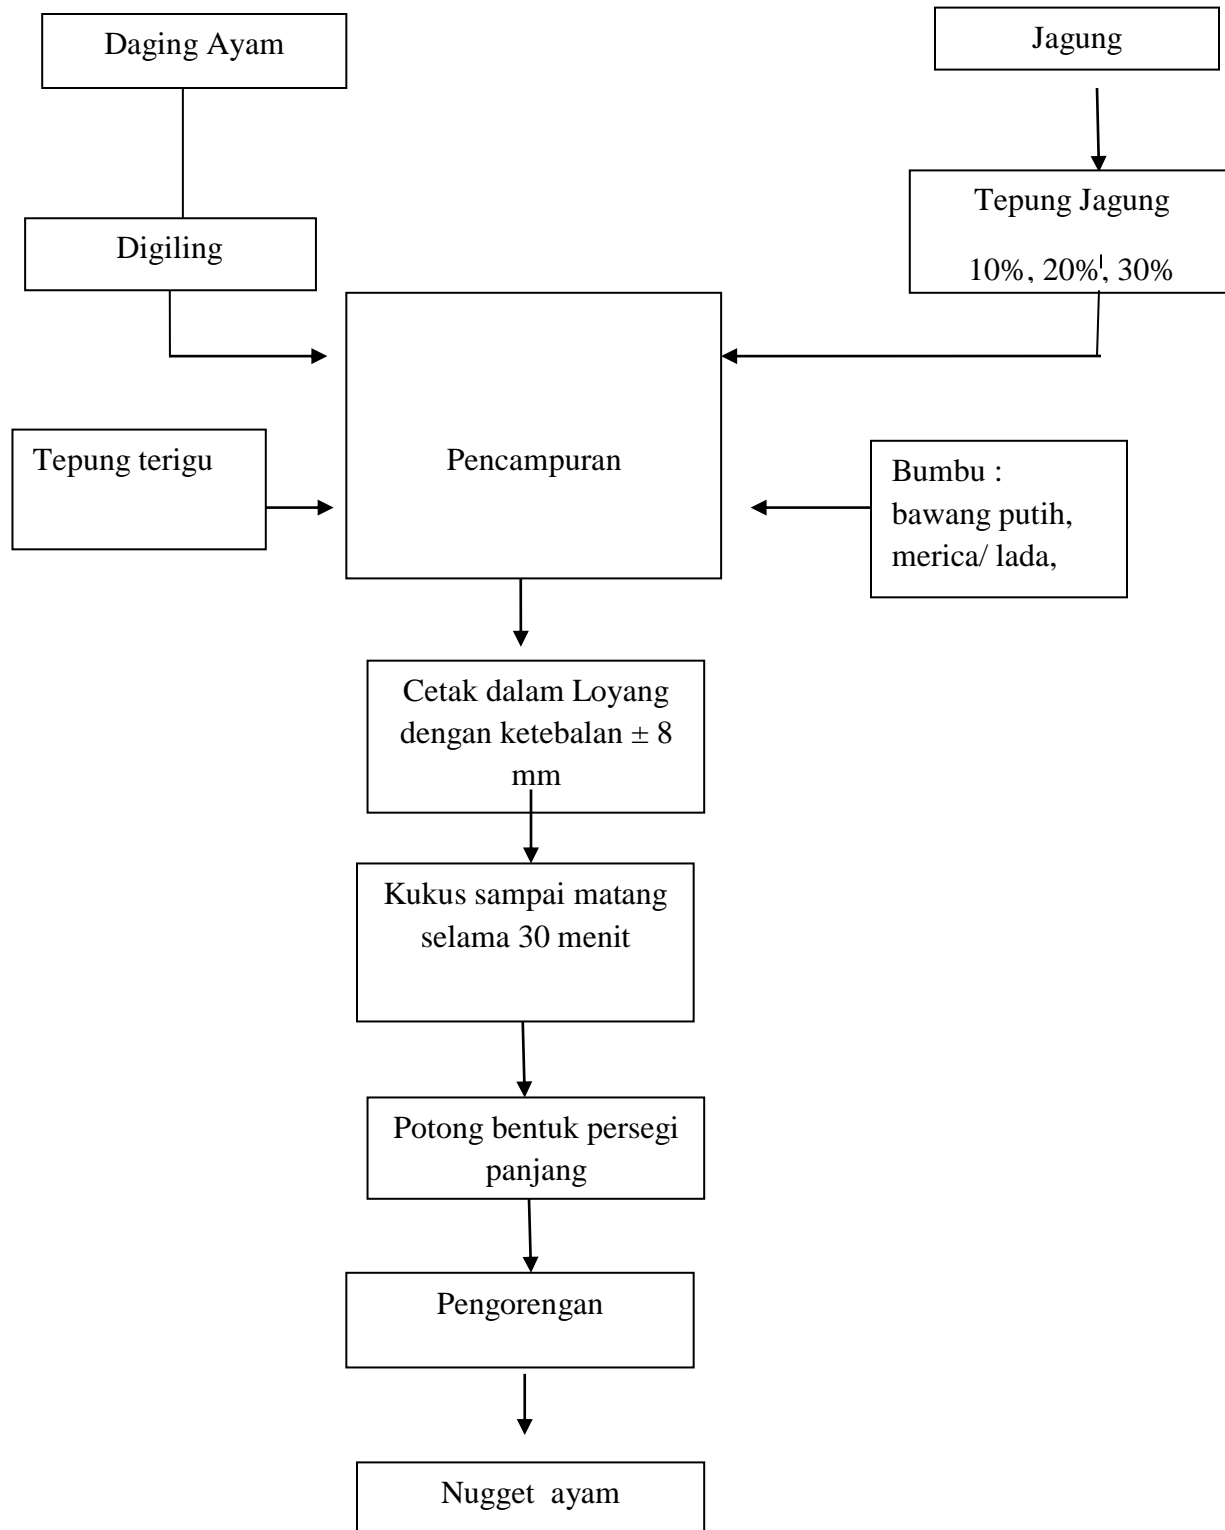 Daging Ayam
Jagung
Tepung Jagung
10%, 20%, 30%
Digiling
Tepung terigu
Pencampuran
Bumbu :
bawang putih,
merica/ lada,
Cetak dalam Loyang
dengan ketebalan ± 8
mm
Kukus sampai matang
selama 30 menit
Potong bentuk persegi
panjang
Pengorengan
Nugget ayam